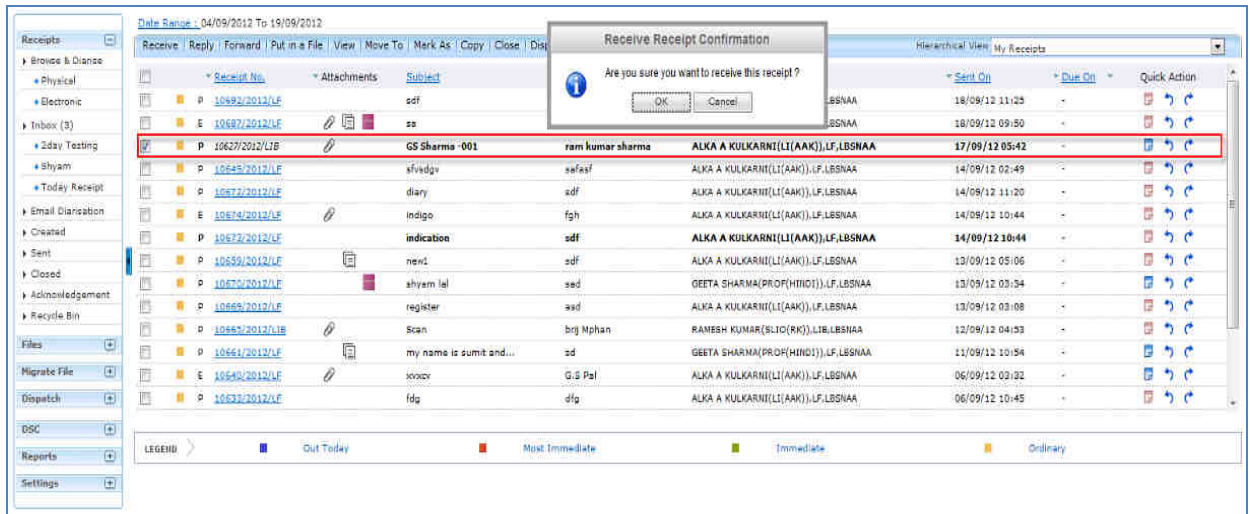 Date Range : 04/09/2012 To 19/09/2012
Receipts
Browse & Diarise
Physical
Electronic
Inbox (3)
2day Testing
Shyam
Today Receipt
Email Diarisation
Created
Sent
Closed
Acknowledgement
Recycle Bin
Files
Migrate File
Dispatch
DSC
Reports
Settings
Receive | Reply | Forward | Put in a File | View | Move To | Mark As | Copy | Close | Disp
Hierarchical View My Receipts
Receive Receipt Confirmation
Are you sure you want to receive this receipt ?
OK Cancel
Receipt No. Attachments Subject Sent On Due On Quick Action
P 10692/2012/LF sdf LBSNAA 18/09/12 11:25 -
E 10687/2012/LF sa LBSNAA 18/09/12 09:50 -
P 10627/2012/LIB GS Sharma -001 ram kumar sharma ALKA A KULKARNI(LI(AAK)),LF,LBSNAA 17/09/12 05:42 -
P 10645/2012/LF sfvsdgv safasf ALKA A KULKARNI(LI(AAK)),LF,LBSNAA 14/09/12 02:49 -
P 10672/2012/LF diary sdf ALKA A KULKARNI(LI(AAK)),LF,LBSNAA 14/09/12 11:20 -
E 10674/2012/LF indigo fgh ALKA A KULKARNI(LI(AAK)),LF,LBSNAA 14/09/12 10:44 -
P 10673/2012/LF indication sdf ALKA A KULKARNI(LI(AAK)),LF,LBSNAA 14/09/12 10:44 -
P 10659/2012/LF new1 sdf ALKA A KULKARNI(LI(AAK)),LF,LBSNAA 13/09/12 05:06 -
P 10670/2012/LF shyam lal sad GEETA SHARMA(PROF(HINDI)),LF,LBSNAA 13/09/12 03:34 -
P 10669/2012/LF register asd ALKA A KULKARNI(LI(AAK)),LF,LBSNAA 13/09/12 03:08 -
P 10665/2012/LIB Scan brij Mphan RAMESH KUMAR(SLIO(RK)),LIB,LBSNAA 12/09/12 04:53 -
P 10661/2012/LF my name is sumit and... sd GEETA SHARMA(PROF(HINDI)),LF,LBSNAA 11/09/12 10:54 -
E 10640/2012/LF xvxcv G.S Pal ALKA A KULKARNI(LI(AAK)),LF,LBSNAA 06/09/12 03:32 -
P 10633/2012/LF fdg dfg ALKA A KULKARNI(LI(AAK)),LF,LBSNAA 06/09/12 10:45 -
LEGEND Out Today Most Immediate Immediate Ordinary